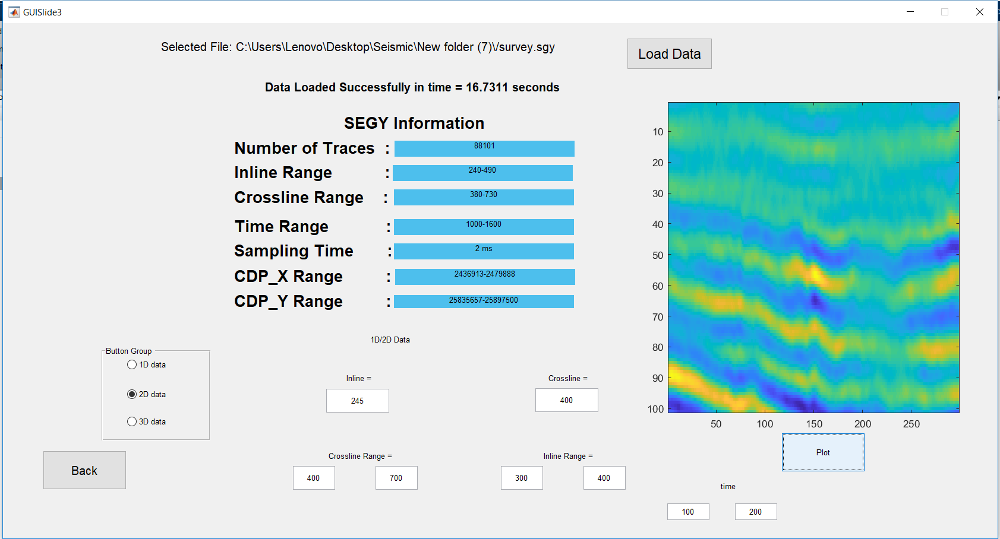 GUISlide3
Selected File: C:\Users\Lenovo\Desktop\Seismic\New folder (7)\/survey.sgy
Load Data
Data Loaded Successfully in time = 16.7311 seconds
SEGY Information
Number of Traces : 88101
Inline Range : 240-490
Crossline Range : 380-730
Time Range : 1000-1600
Sampling Time : 2 ms
CDP_X Range : 2436913-2479888
CDP_Y Range : 25835657-25897500
10
20
30
40
50
60
70
80
90
100
50 100 150 200 250
1D/2D Data
Button Group
1D data
2D data
3D data
Inline =
245
Crossline =
400
Plot
Back
Crossline Range =
400 700
Inline Range =
300 400
time
100 200